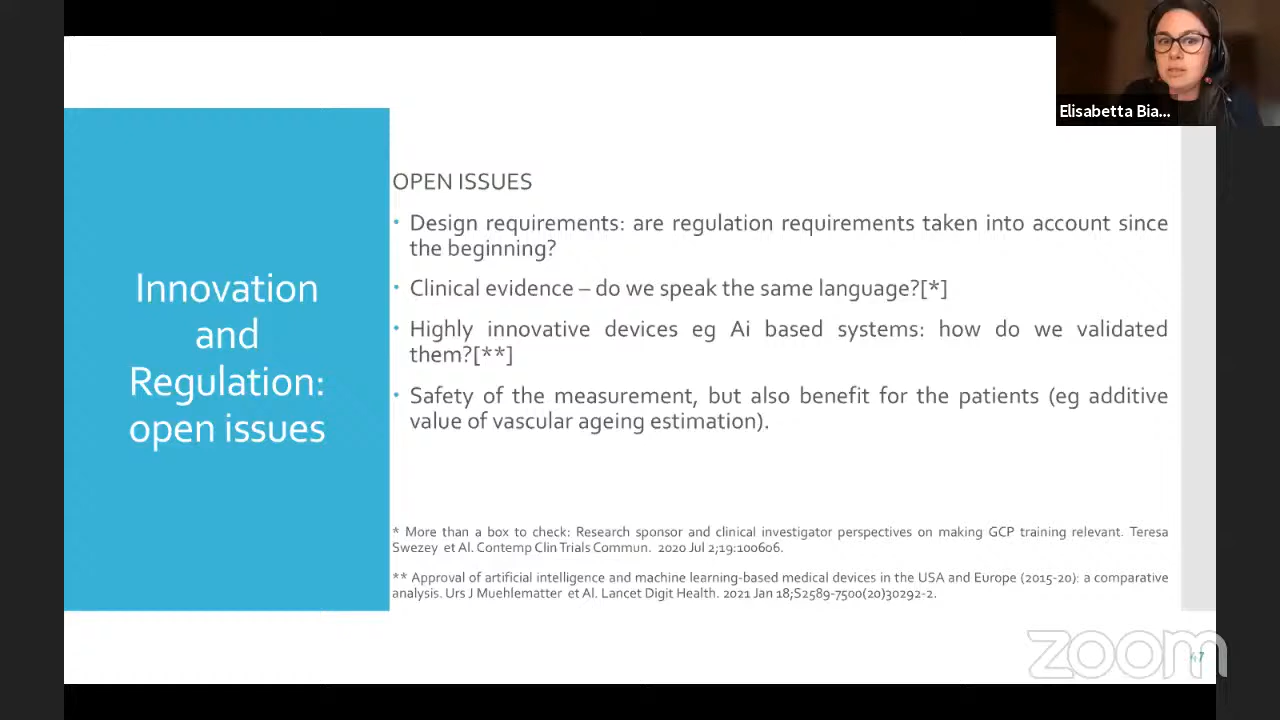 Elisabetta Bia...
Innovation
and
Regulation:
open issues
OPEN ISSUES
• Design requirements: are regulation requirements taken into account since
the beginning?
• Clinical evidence – do we speak the same language?[*]
• Highly innovative devices eg Ai based systems: how do we validated
them?[**]
• Safety of the measurement, but also benefit for the patients (eg additive
value of vascular ageing estimation).
* More than a box to check: Research sponsor and clinical investigator perspectives on making GCP training relevant. Teresa
Swezey et Al. Contemp Clin Trials Commun. 2020 Jul 2;19:100606.
** Approval of artificial intelligence and machine learning-based medical devices in the USA and Europe (2015-20): a comparative
analysis. Urs J Muehlematter et Al. Lancet Digit Health. 2021 Jan 18;S2589-7500(20)30292-2.
zoom